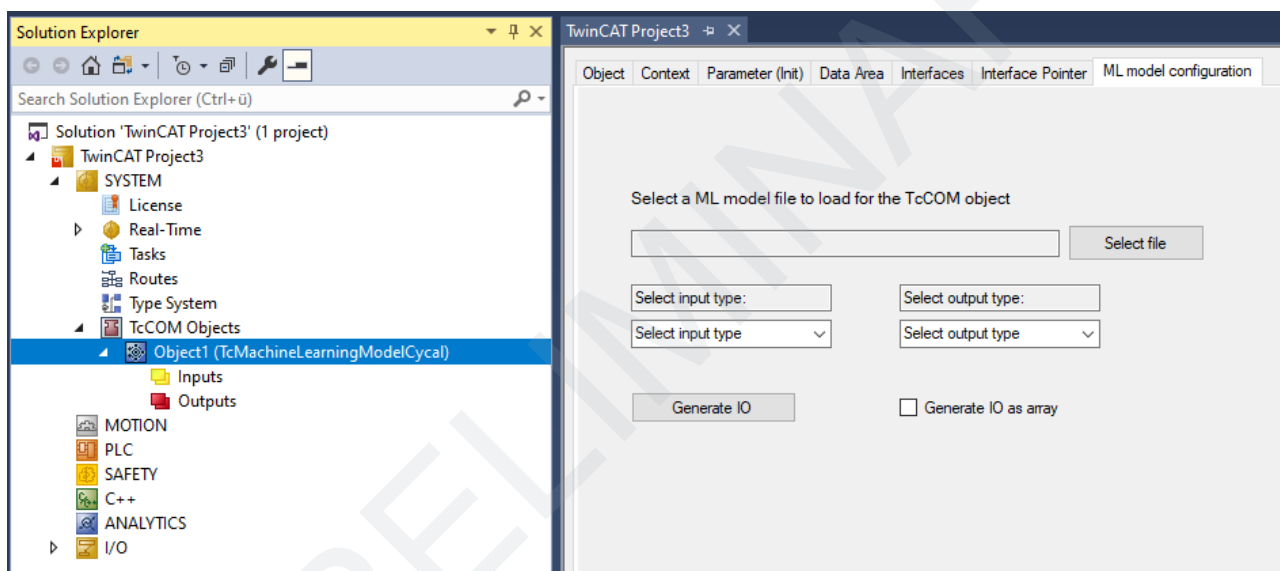 Solution Explorer
Search Solution Explorer (Ctrl+ü)
Solution 'TwinCAT Project3' (1 project)
TwinCAT Project3
SYSTEM
License
Real-Time
Tasks
Routes
Type System
TcCOM Objects
Object1 (TcMachineLearningModelCycal)
Inputs
Outputs
MOTION
PLC
SAFETY
C++
ANALYTICS
I/O
TwinCAT Project3
Object Context Parameter (Init) Data Area Interfaces Interface Pointer ML model configuration
Select a ML model file to load for the TcCOM object
Select file
Select input type: Select output type:
Select input type Select output type
Generate IO Generate IO as array